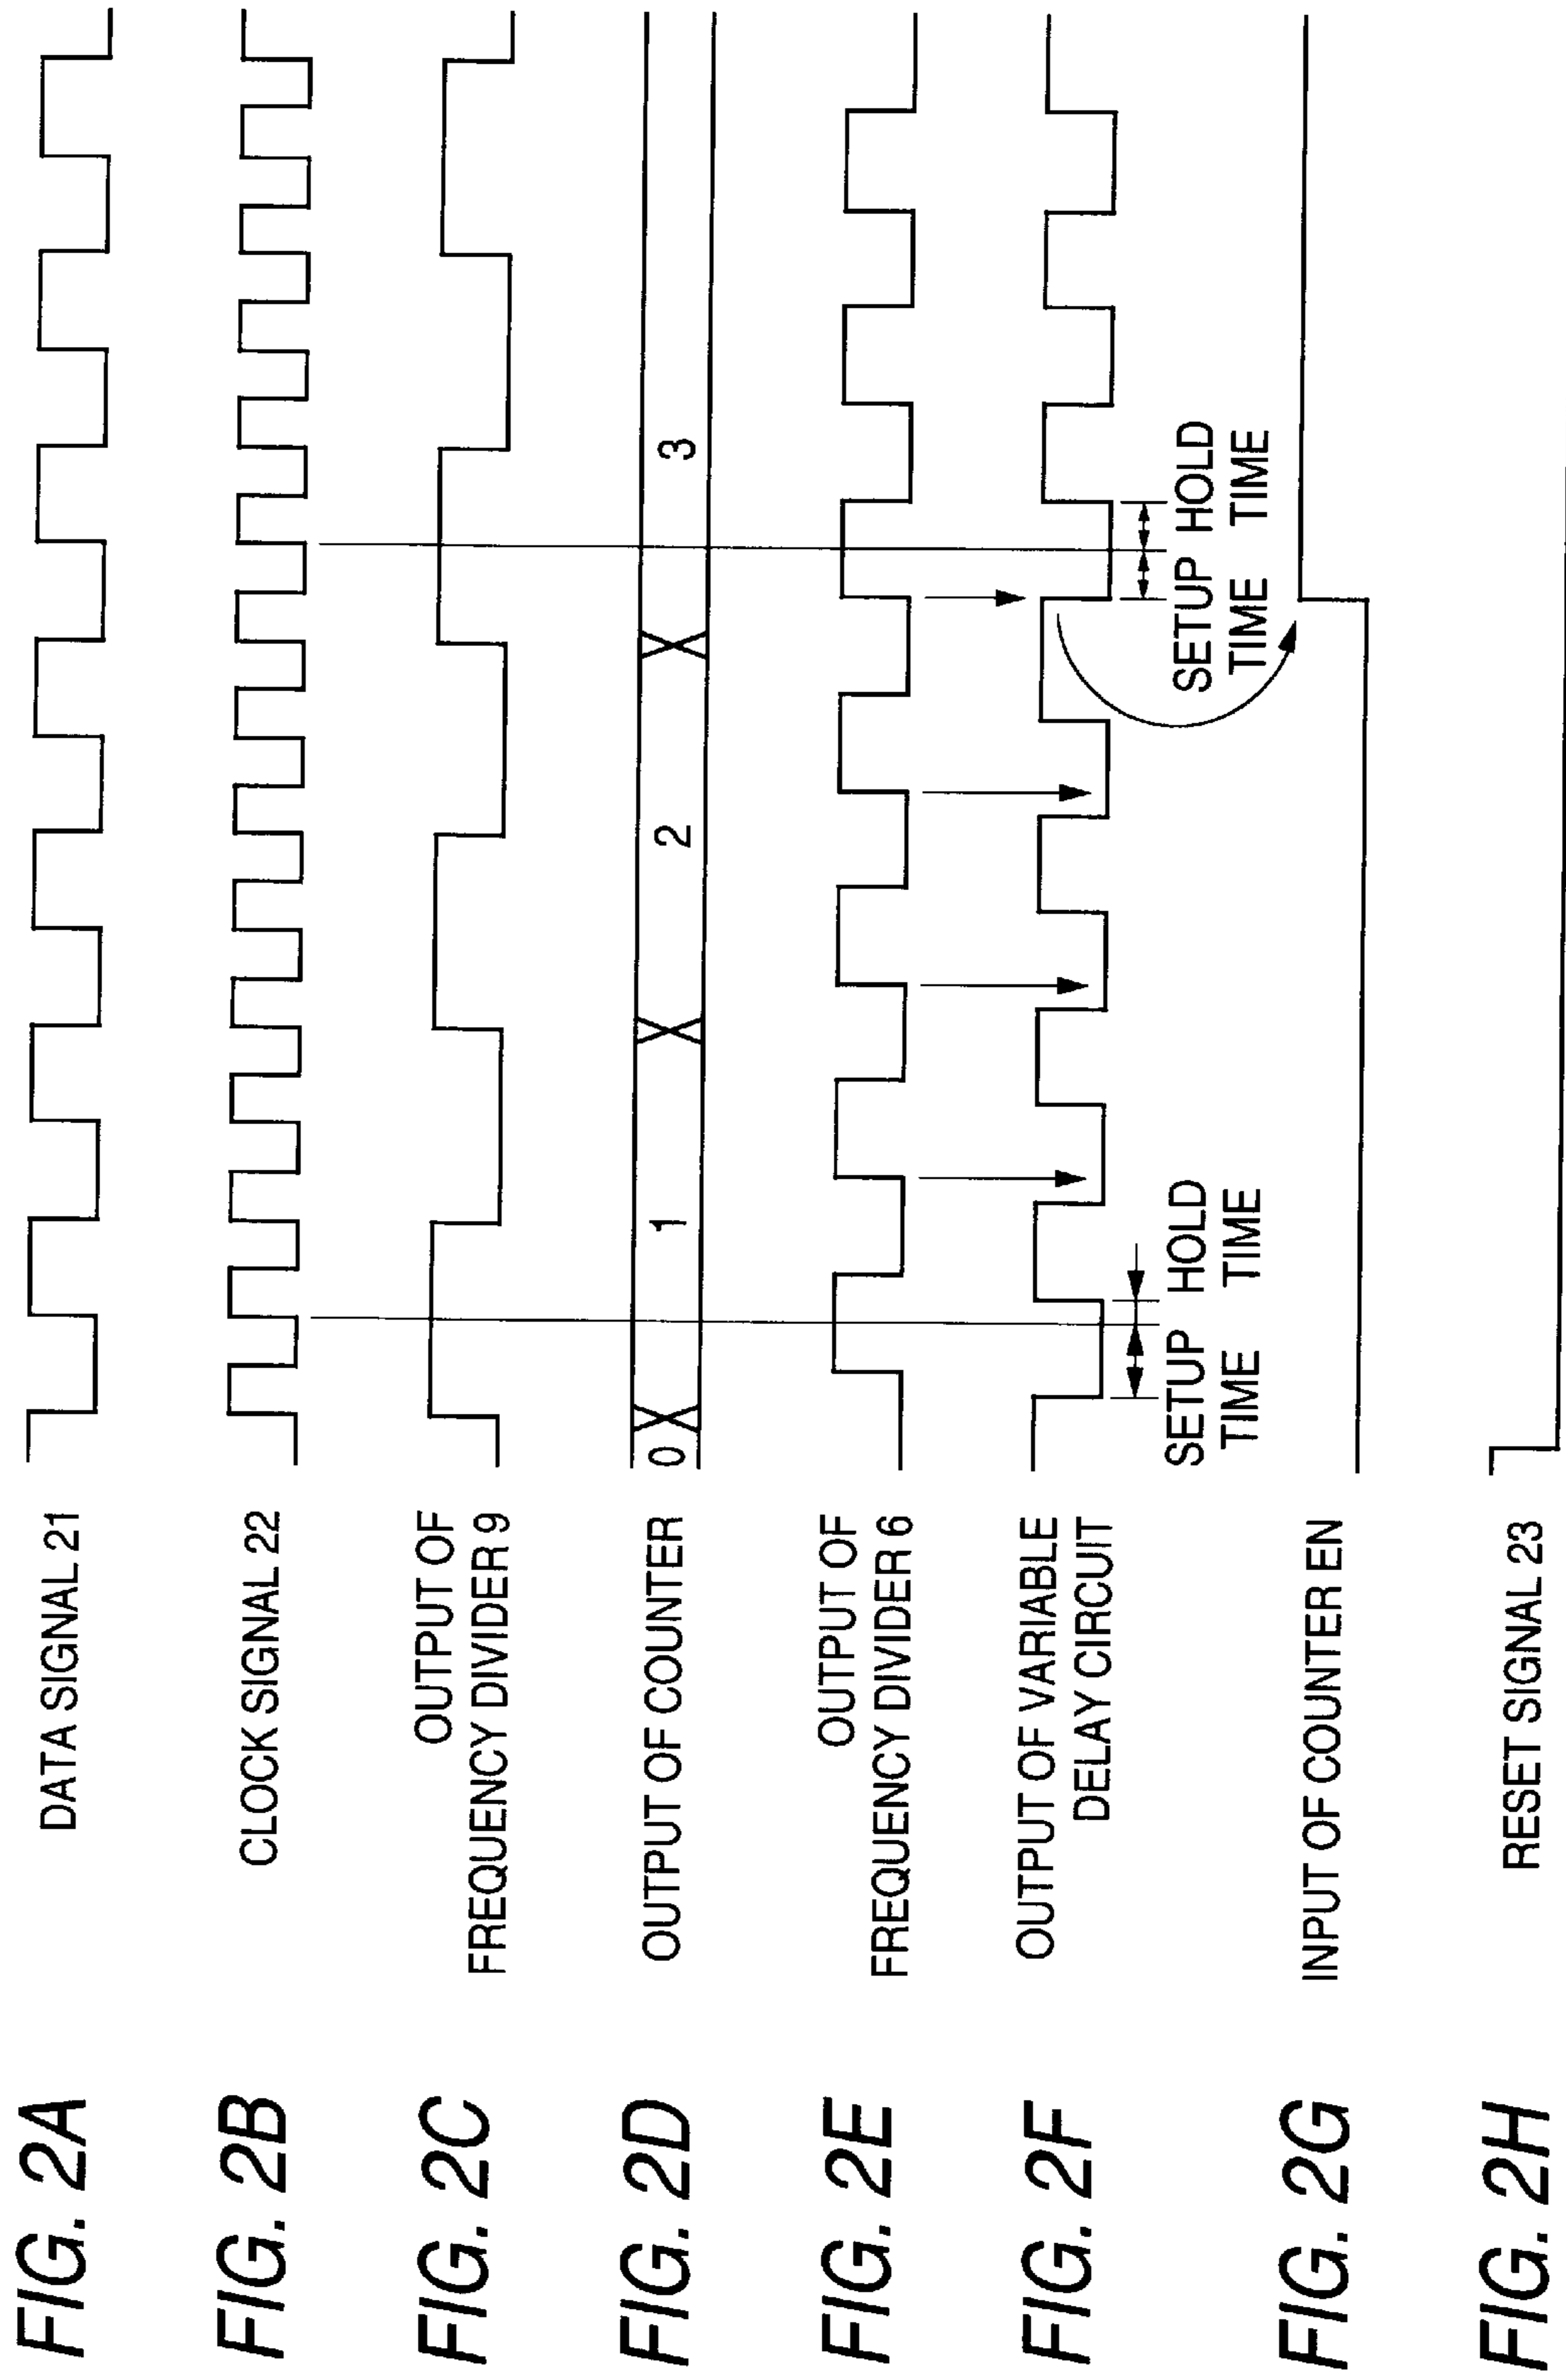 FIG. 2A
DATA SIGNAL 21
FIG. 2B
CLOCK SIGNAL 22
FIG. 2C
OUTPUT OF
FREQUENCY DIVIDER 9
FIG. 2D
OUTPUT OF COUNTER
0 1 2 3
FIG. 2E
OUTPUT OF
FREQUENCY DIVIDER 6
FIG. 2F
OUTPUT OF VARIABLE
DELAY CIRCUIT
SETUP HOLD
TIME TIME
SETUP HOLD
TIME TIME
FIG. 2G
INPUT OF COUNTER EN
FIG. 2H
RESET SIGNAL 23